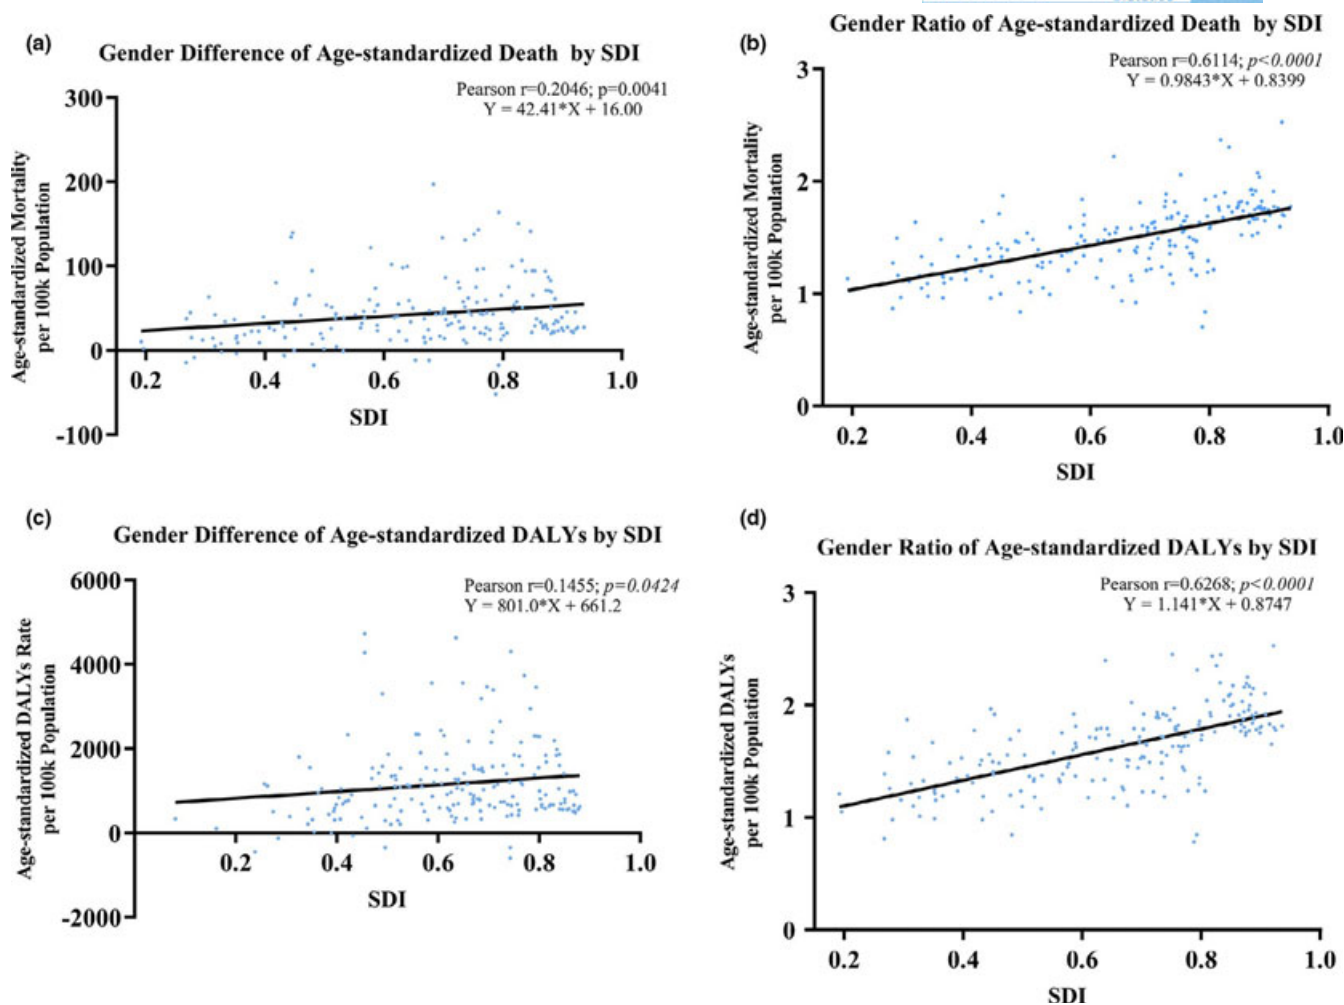 (a)
Gender Difference of Age-standardized Death by SDI
Pearson r=0.2046; p=0.0041
Y = 42.41*X + 16.00
Age-standardized Mortality
per 100k Population
300
200
100
0
-100
0.2 0.4 0.6 0.8 1.0
SDI
(b)
Gender Ratio of Age-standardized Death by SDI
Pearson r=0.6114; p<0.0001
Y = 0.9843*X + 0.8399
Age-standardized Mortality
per 100k Population
3
2
1
0
0.2 0.4 0.6 0.8 1.0
SDI
(c)
Gender Difference of Age-standardized DALYs by SDI
Pearson r=0.1455; p=0.0424
Y = 801.0*X + 661.2
Age-standardized DALYs Rate
per 100k Population
6000
4000
2000
0
-2000
0.2 0.4 0.6 0.8 1.0
SDI
(d)
Gender Ratio of Age-standardized DALYs by SDI
Pearson r=0.6268; p<0.0001
Y = 1.141*X + 0.8747
Age-standardized DALYs
per 100k Population
3
2
1
0
0.2 0.4 0.6 0.8 1.0
SDI